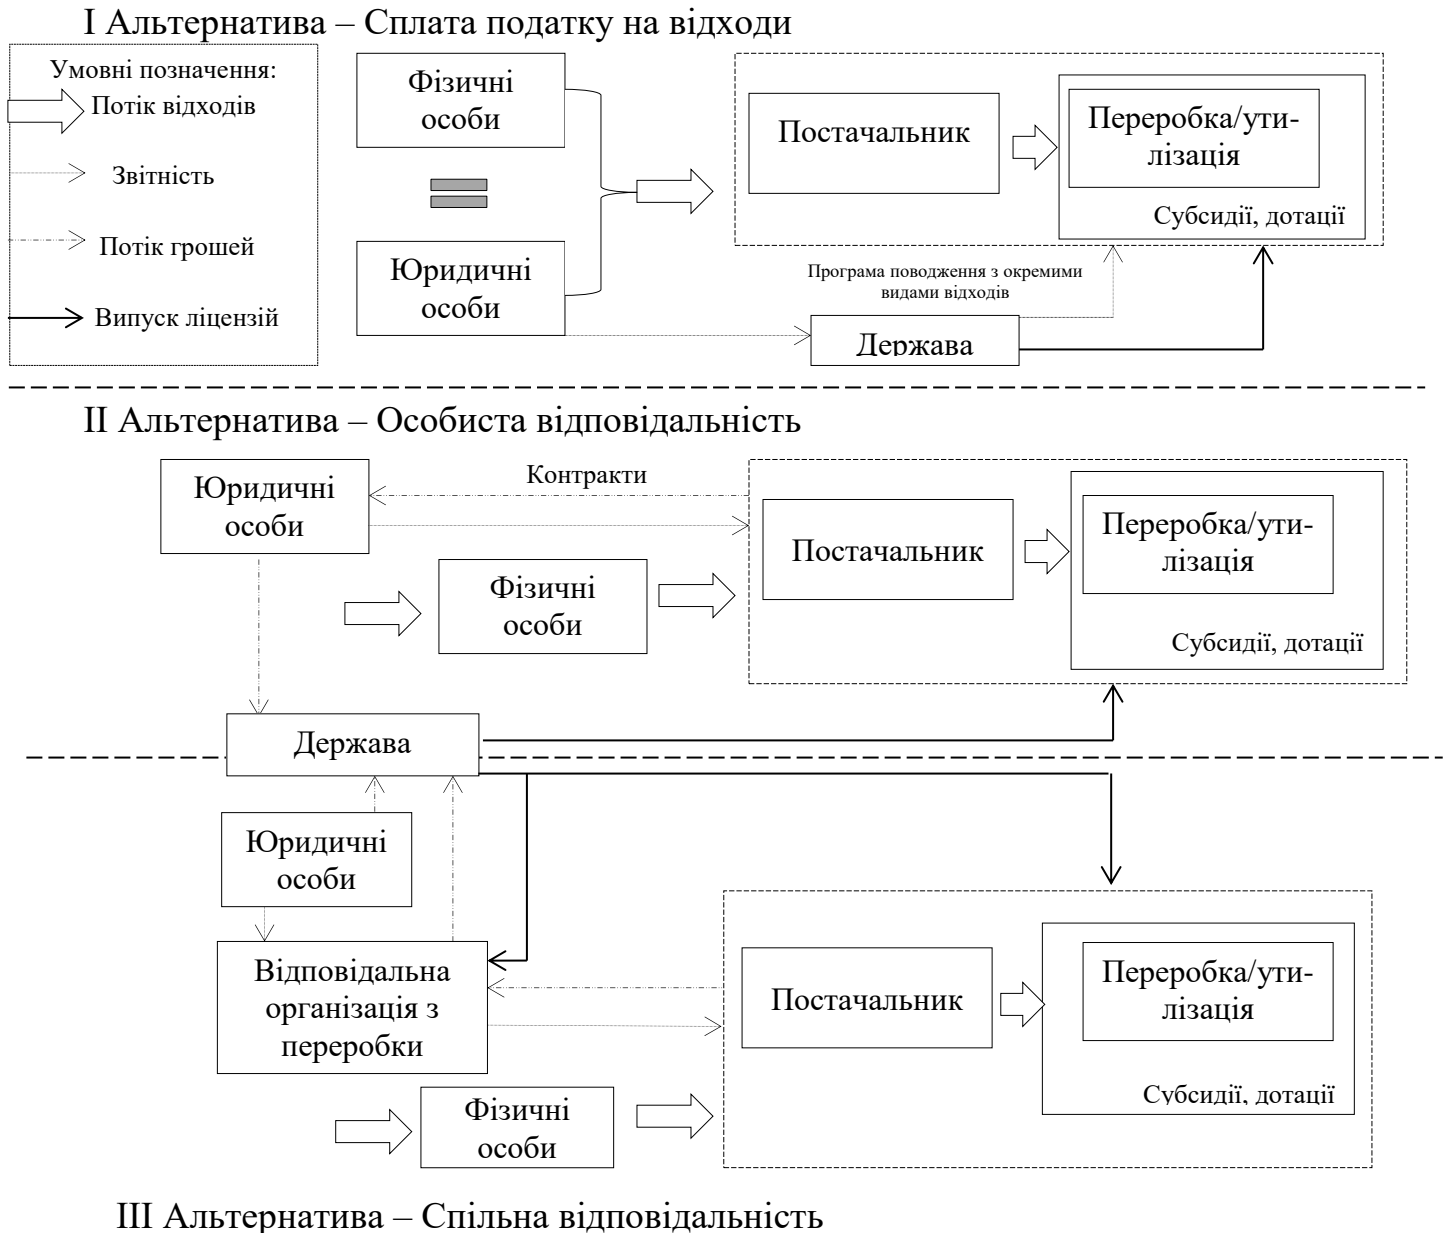 І Альтернатива – Сплата податку на відходи
Умовні позначення:
Потік відходів
Звітність
Потік грошей
Випуск ліцензій
Фізичні
особи
Юридичні
особи
Постачальник
Переробка/ути-
лізація
Субсидії, дотації
Програма поводження з окремими
видами відходів
Держава
ІІ Альтернатива – Особиста відповідальність
Юридичні
особи
Контракти
Фізичні
особи
Постачальник
Переробка/ути-
лізація
Субсидії, дотації
Держава
Юридичні
особи
Відповідальна
організація з
переробки
Фізичні
особи
Постачальник
Переробка/ути-
лізація
Субсидії, дотації
ІІІ Альтернатива – Спільна відповідальність